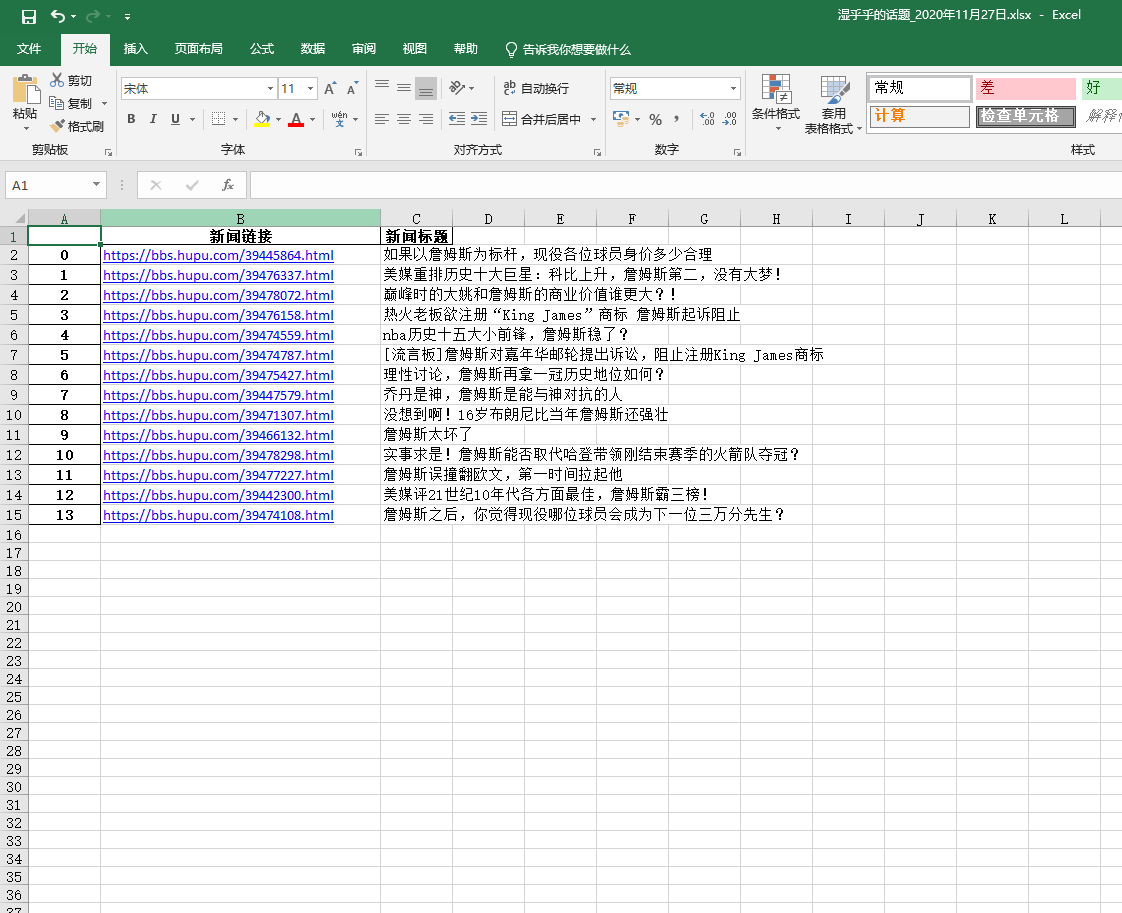 湿乎乎的话题_2020年11月27日.xlsx - Excel
文件 开始 插入 页面布局 公式 数据 审阅 视图 帮助 告诉我你想要做什么
剪切
复制
格式刷
粘贴
剪贴板
宋体 11 A A
B I U A wén 文
字体
ab 自动换行
合并后居中
对齐方式
常规
% , .00 .00
数字
条件格式
套用
表格格式
常规 差 好
计算 检查单元格
样式
A1 fx
A B C D E F G H I J K L
1 新闻链接 新闻标题
2 0 https://bbs.hupu.com/39445864.html 如果以詹姆斯为标杆，现役各位球员身价多少合理
3 1 https://bbs.hupu.com/39476337.html 美媒重排历史十大巨星：科比上升，詹姆斯第二，没有大梦！
4 2 https://bbs.hupu.com/39478072.html 巅峰时的大姚和詹姆斯的商业价值谁更大？！
5 3 https://bbs.hupu.com/39476158.html 热火老板欲注册“King James”商标 詹姆斯起诉阻止
6 4 https://bbs.hupu.com/39474559.html nba历史十五大小前锋，詹姆斯稳了？
7 5 https://bbs.hupu.com/39474787.html [流言板]詹姆斯对嘉年华邮轮提出诉讼，阻止注册King James商标
8 6 https://bbs.hupu.com/39475427.html 理性讨论，詹姆斯再拿一冠历史地位如何？
9 7 https://bbs.hupu.com/39447579.html 乔丹是神，詹姆斯是能与神对抗的人
10 8 https://bbs.hupu.com/39471307.html 没想到啊！16岁布朗尼比当年詹姆斯还强壮
11 9 https://bbs.hupu.com/39466132.html 詹姆斯太坏了
12 10 https://bbs.hupu.com/39478298.html 实事求是！詹姆斯能否取代哈登带领刚结束赛季的火箭队夺冠？
13 11 https://bbs.hupu.com/39477227.html 詹姆斯误撞翻欧文，第一时间拉起他
14 12 https://bbs.hupu.com/39442300.html 美媒评21世纪10年代各方面最佳，詹姆斯霸三榜！
15 13 https://bbs.hupu.com/39474108.html 詹姆斯之后，你觉得现役哪位球员会成为下一位三万分先生？
16
17
18
19
20
21
22
23
24
25
26
27
28
29
30
31
32
33
34
35
36